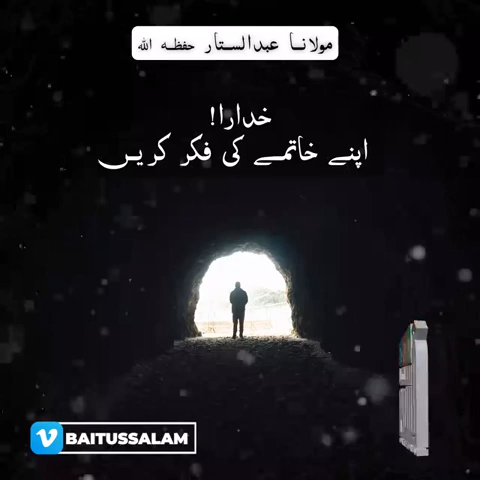 مولانا عبدالستار حفظہ اللہ
خدارا!
اپنے خاتمے کی فکر کریں
BAITUSSALAM